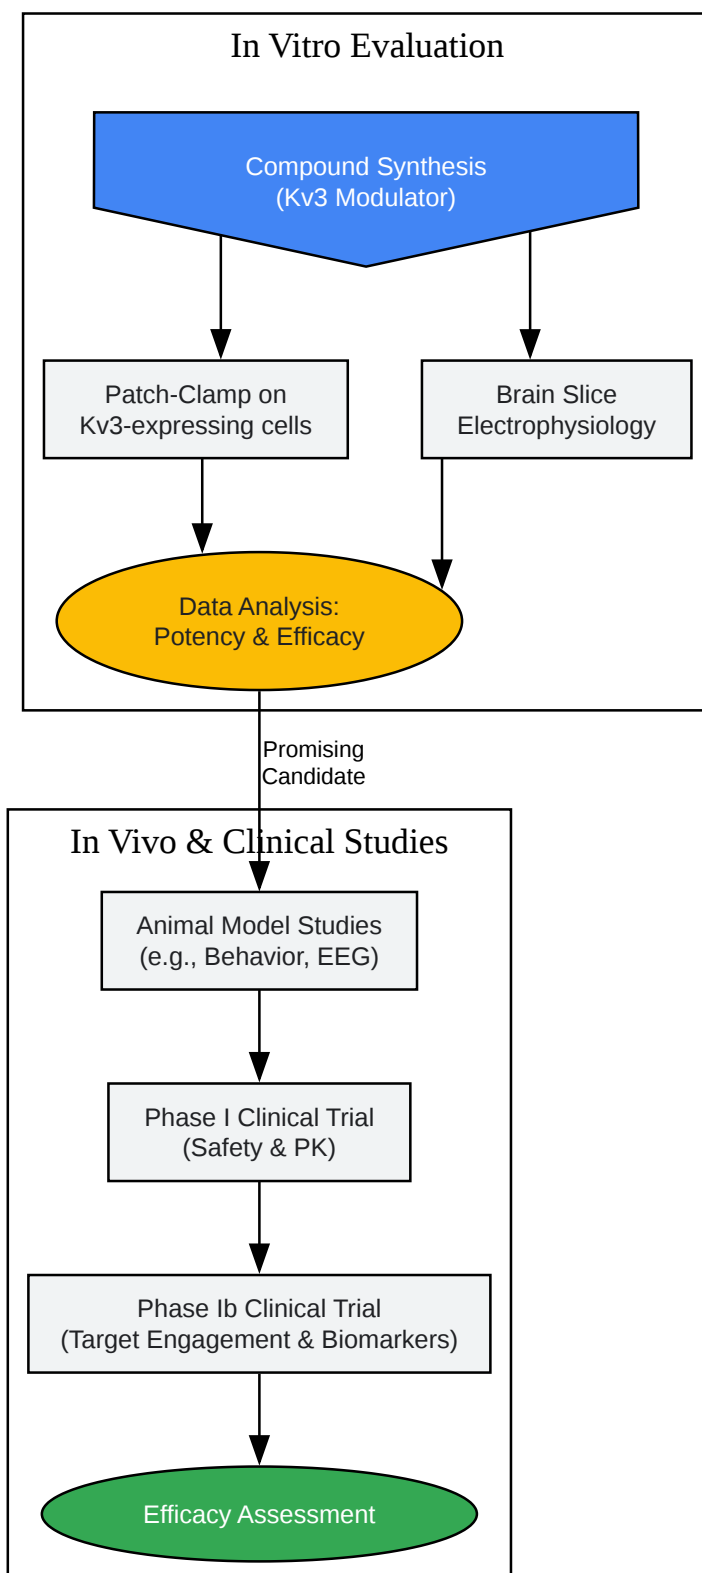 In Vitro Evaluation
Compound Synthesis
(Kv3 Modulator)
Patch-Clamp on
Kv3-expressing cells
Brain Slice
Electrophysiology
Data Analysis:
Potency & Efficacy
Promising
Candidate
In Vivo & Clinical Studies
Animal Model Studies
(e.g., Behavior, EEG)
Phase I Clinical Trial
(Safety & PK)
Phase Ib Clinical Trial
(Target Engagement & Biomarkers)
Efficacy Assessment